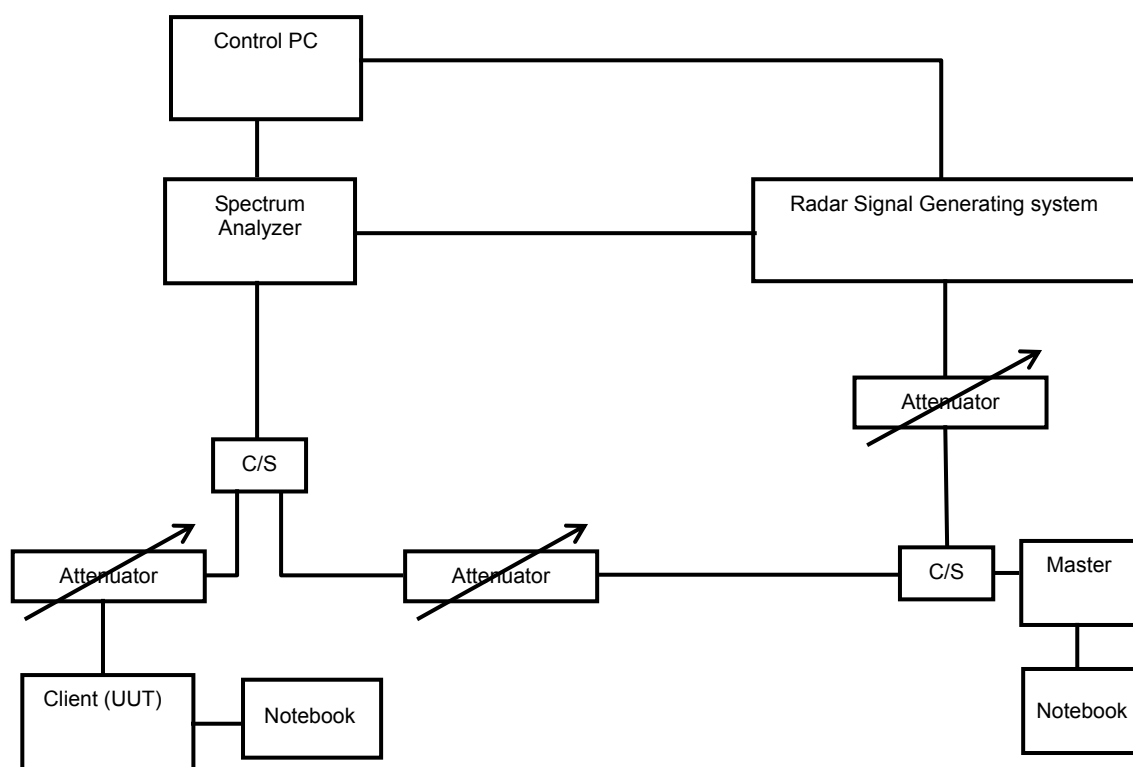 Control PC
Spectrum
Analyzer
Radar Signal Generating system
Attenuator
C/S
Attenuator
Attenuator
C/S
Master
Client (UUT)
Notebook
Notebook